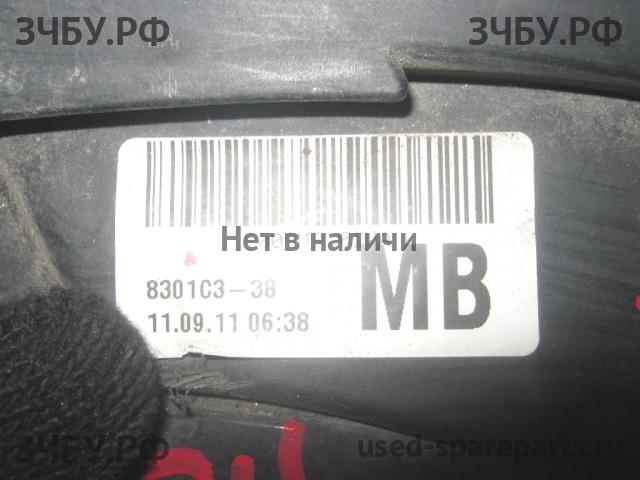 ЗЧБУ.РФ ЗЧБУ.РФ
Нет в наличи
8301C3-38
11.09.11 06:38
MB
ЗЧБУ.РФ used-spareparts.ru